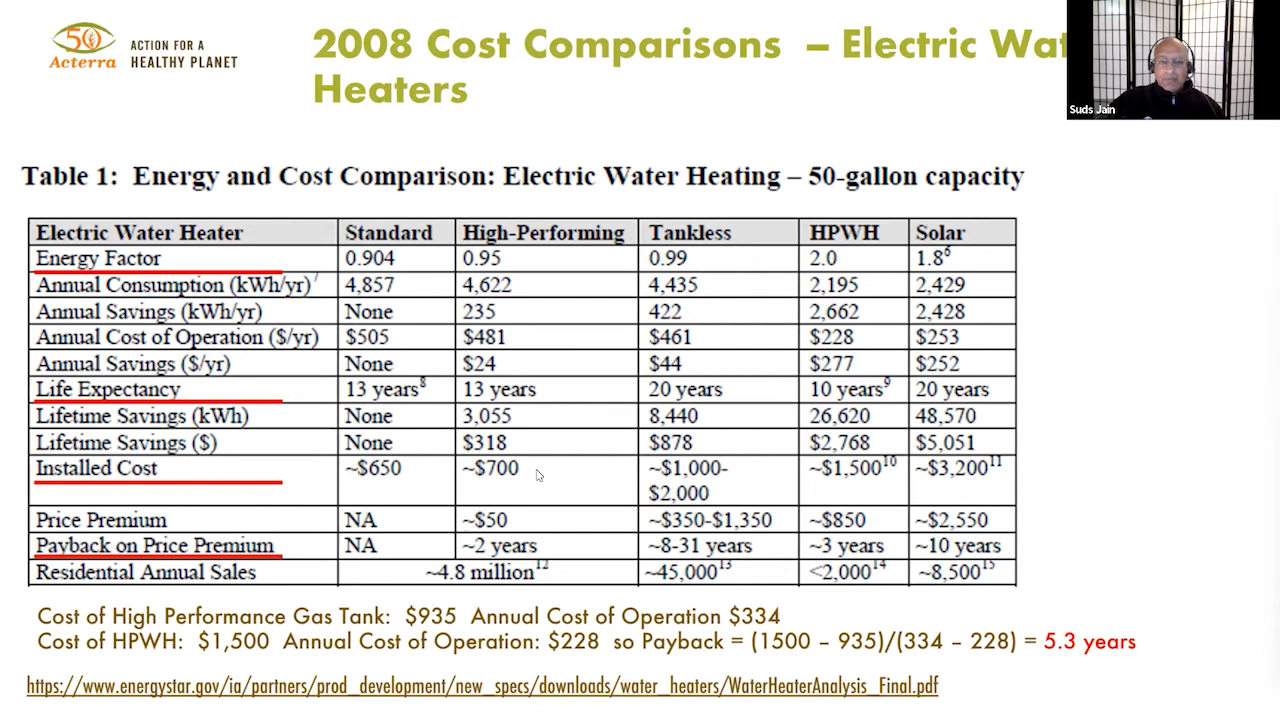 50
Acterra
ACTION FOR A
HEALTHY PLANET
2008 Cost Comparisons – Electric Wat
Heaters
Suds Jain
Table 1: Energy and Cost Comparison: Electric Water Heating – 50-gallon capacity
Electric Water Heater Standard High-Performing Tankless HPWH Solar
Energy Factor 0.904 0.95 0.99 2.0 1.8⁶
Annual Consumption (kWh/yr)⁷ 4,857 4,622 4,435 2,195 2,429
Annual Savings (kWh/yr) None 235 422 2,662 2,428
Annual Cost of Operation ($/yr) $505 $481 $461 $228 $253
Annual Savings ($/yr) None $24 $44 $277 $252
Life Expectancy 13 years⁸ 13 years 20 years 10 years⁹ 20 years
Lifetime Savings (kWh) None 3,055 8,440 26,620 48,570
Lifetime Savings ($) None $318 $878 $2,768 $5,051
Installed Cost ~$650 ~$700 ~$1,000- ~$1,500¹⁰ ~$3,200¹¹
$2,000
Price Premium NA ~$50 ~$350-$1,350 ~$850 ~$2,550
Payback on Price Premium NA ~2 years ~8-31 years ~3 years ~10 years
Residential Annual Sales ~4.8 million¹² ~45,000¹³ <2,000¹⁴ ~8,500¹⁵
Cost of High Performance Gas Tank: $935 Annual Cost of Operation $334
Cost of HPWH: $1,500 Annual Cost of Operation: $228 so Payback = (1500 – 935)/(334 – 228) = 5.3 years
https://www.energystar.gov/ia/partners/prod_development/new_specs/downloads/water_heaters/WaterHeaterAnalysis_Final.pdf